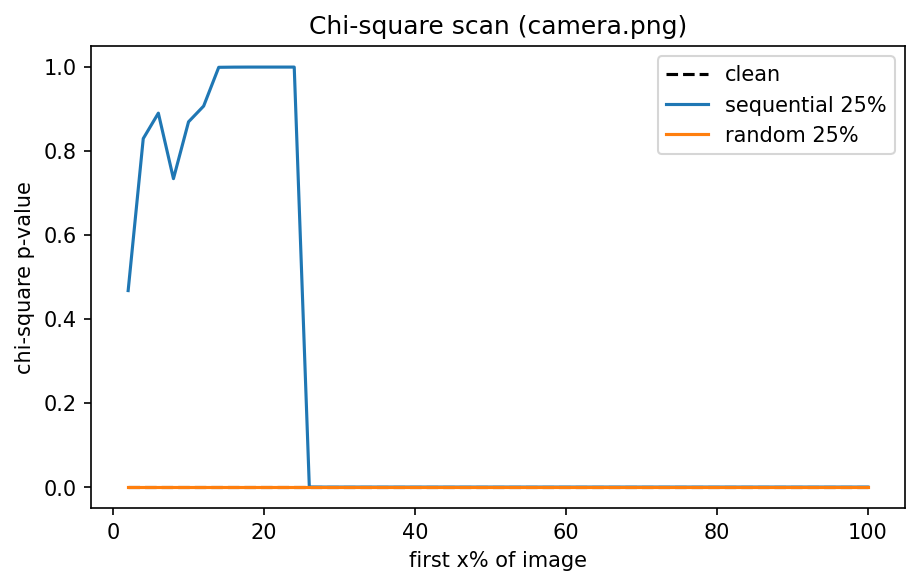 Chi-square scan (camera.png)
clean
sequential 25%
random 25%
chi-square p-value
1.0
0.8
0.6
0.4
0.2
0.0
0 20 40 60 80 100
first x% of image